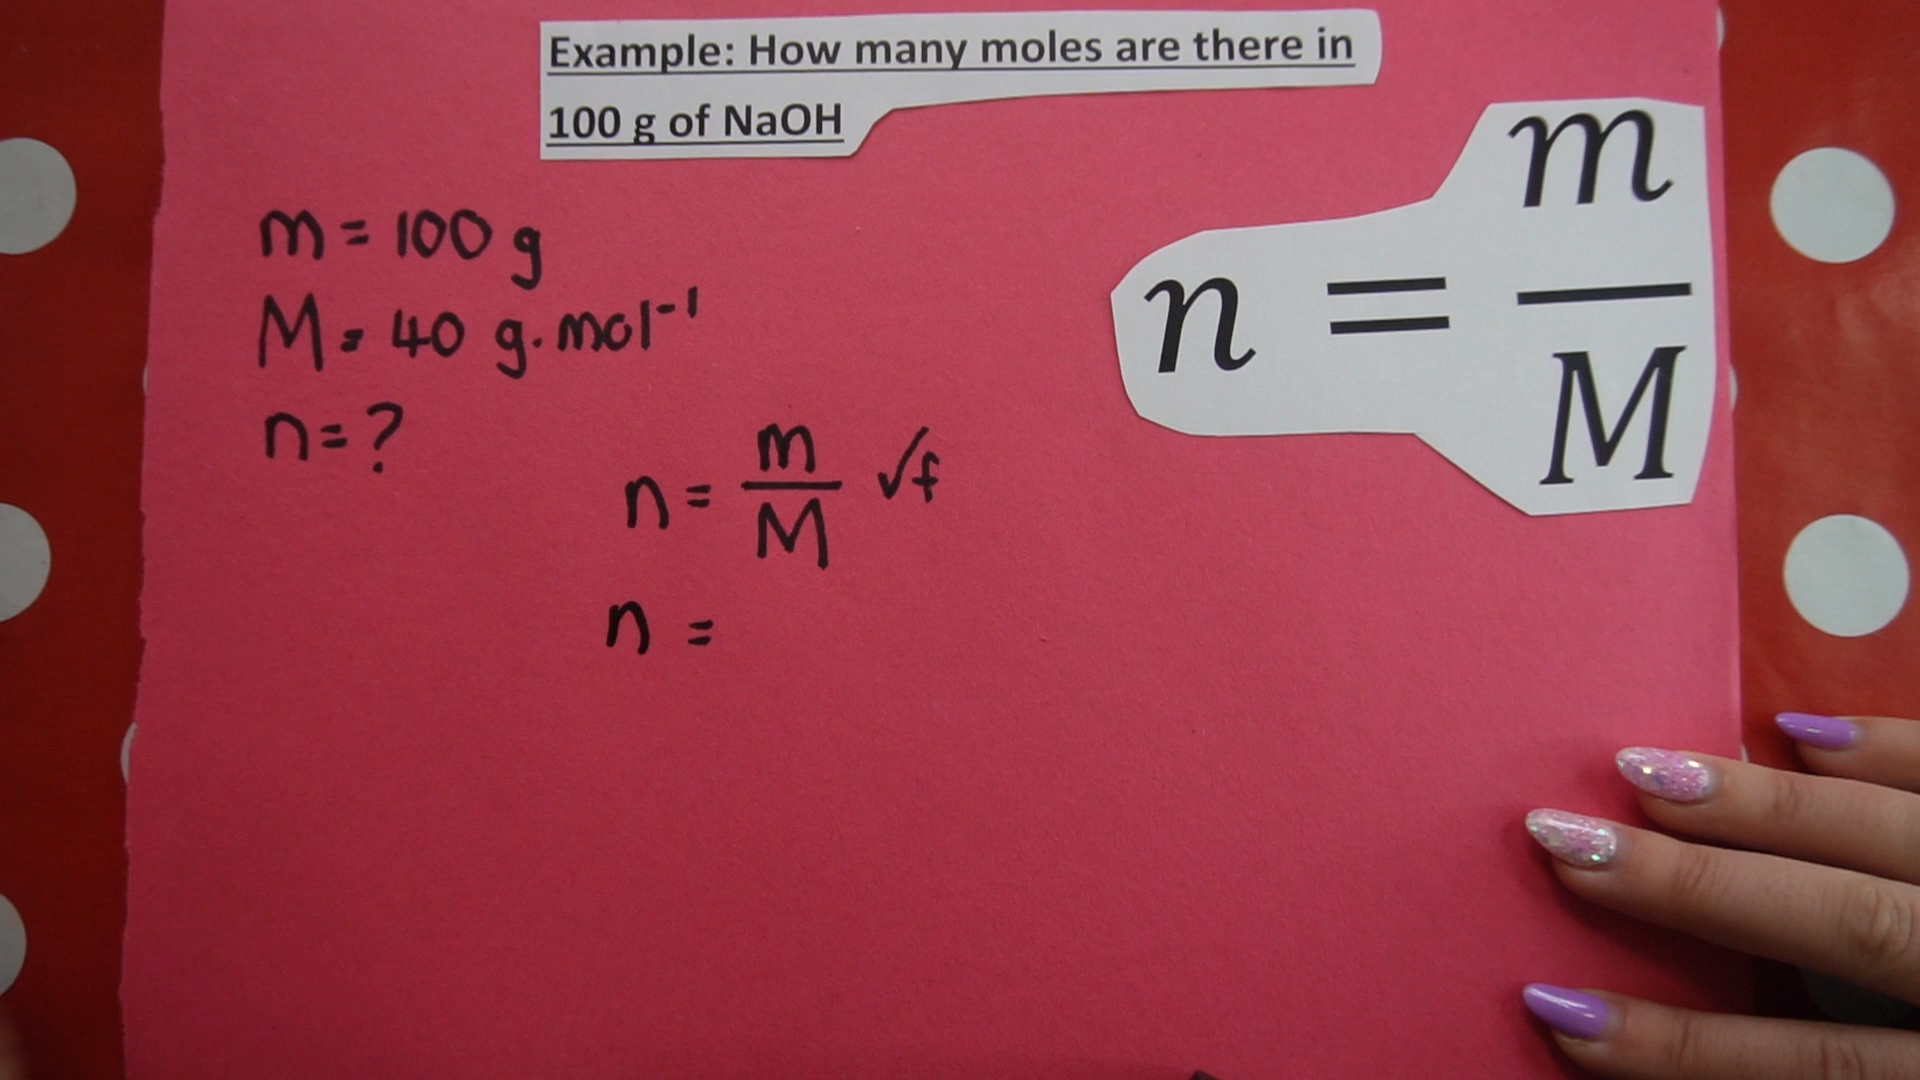 Example: How many moles are there in
100 g of NaOH
n = m/M
m = 100 g
M = 40 g·mol⁻¹
n = ?
n = m/M √f
n =